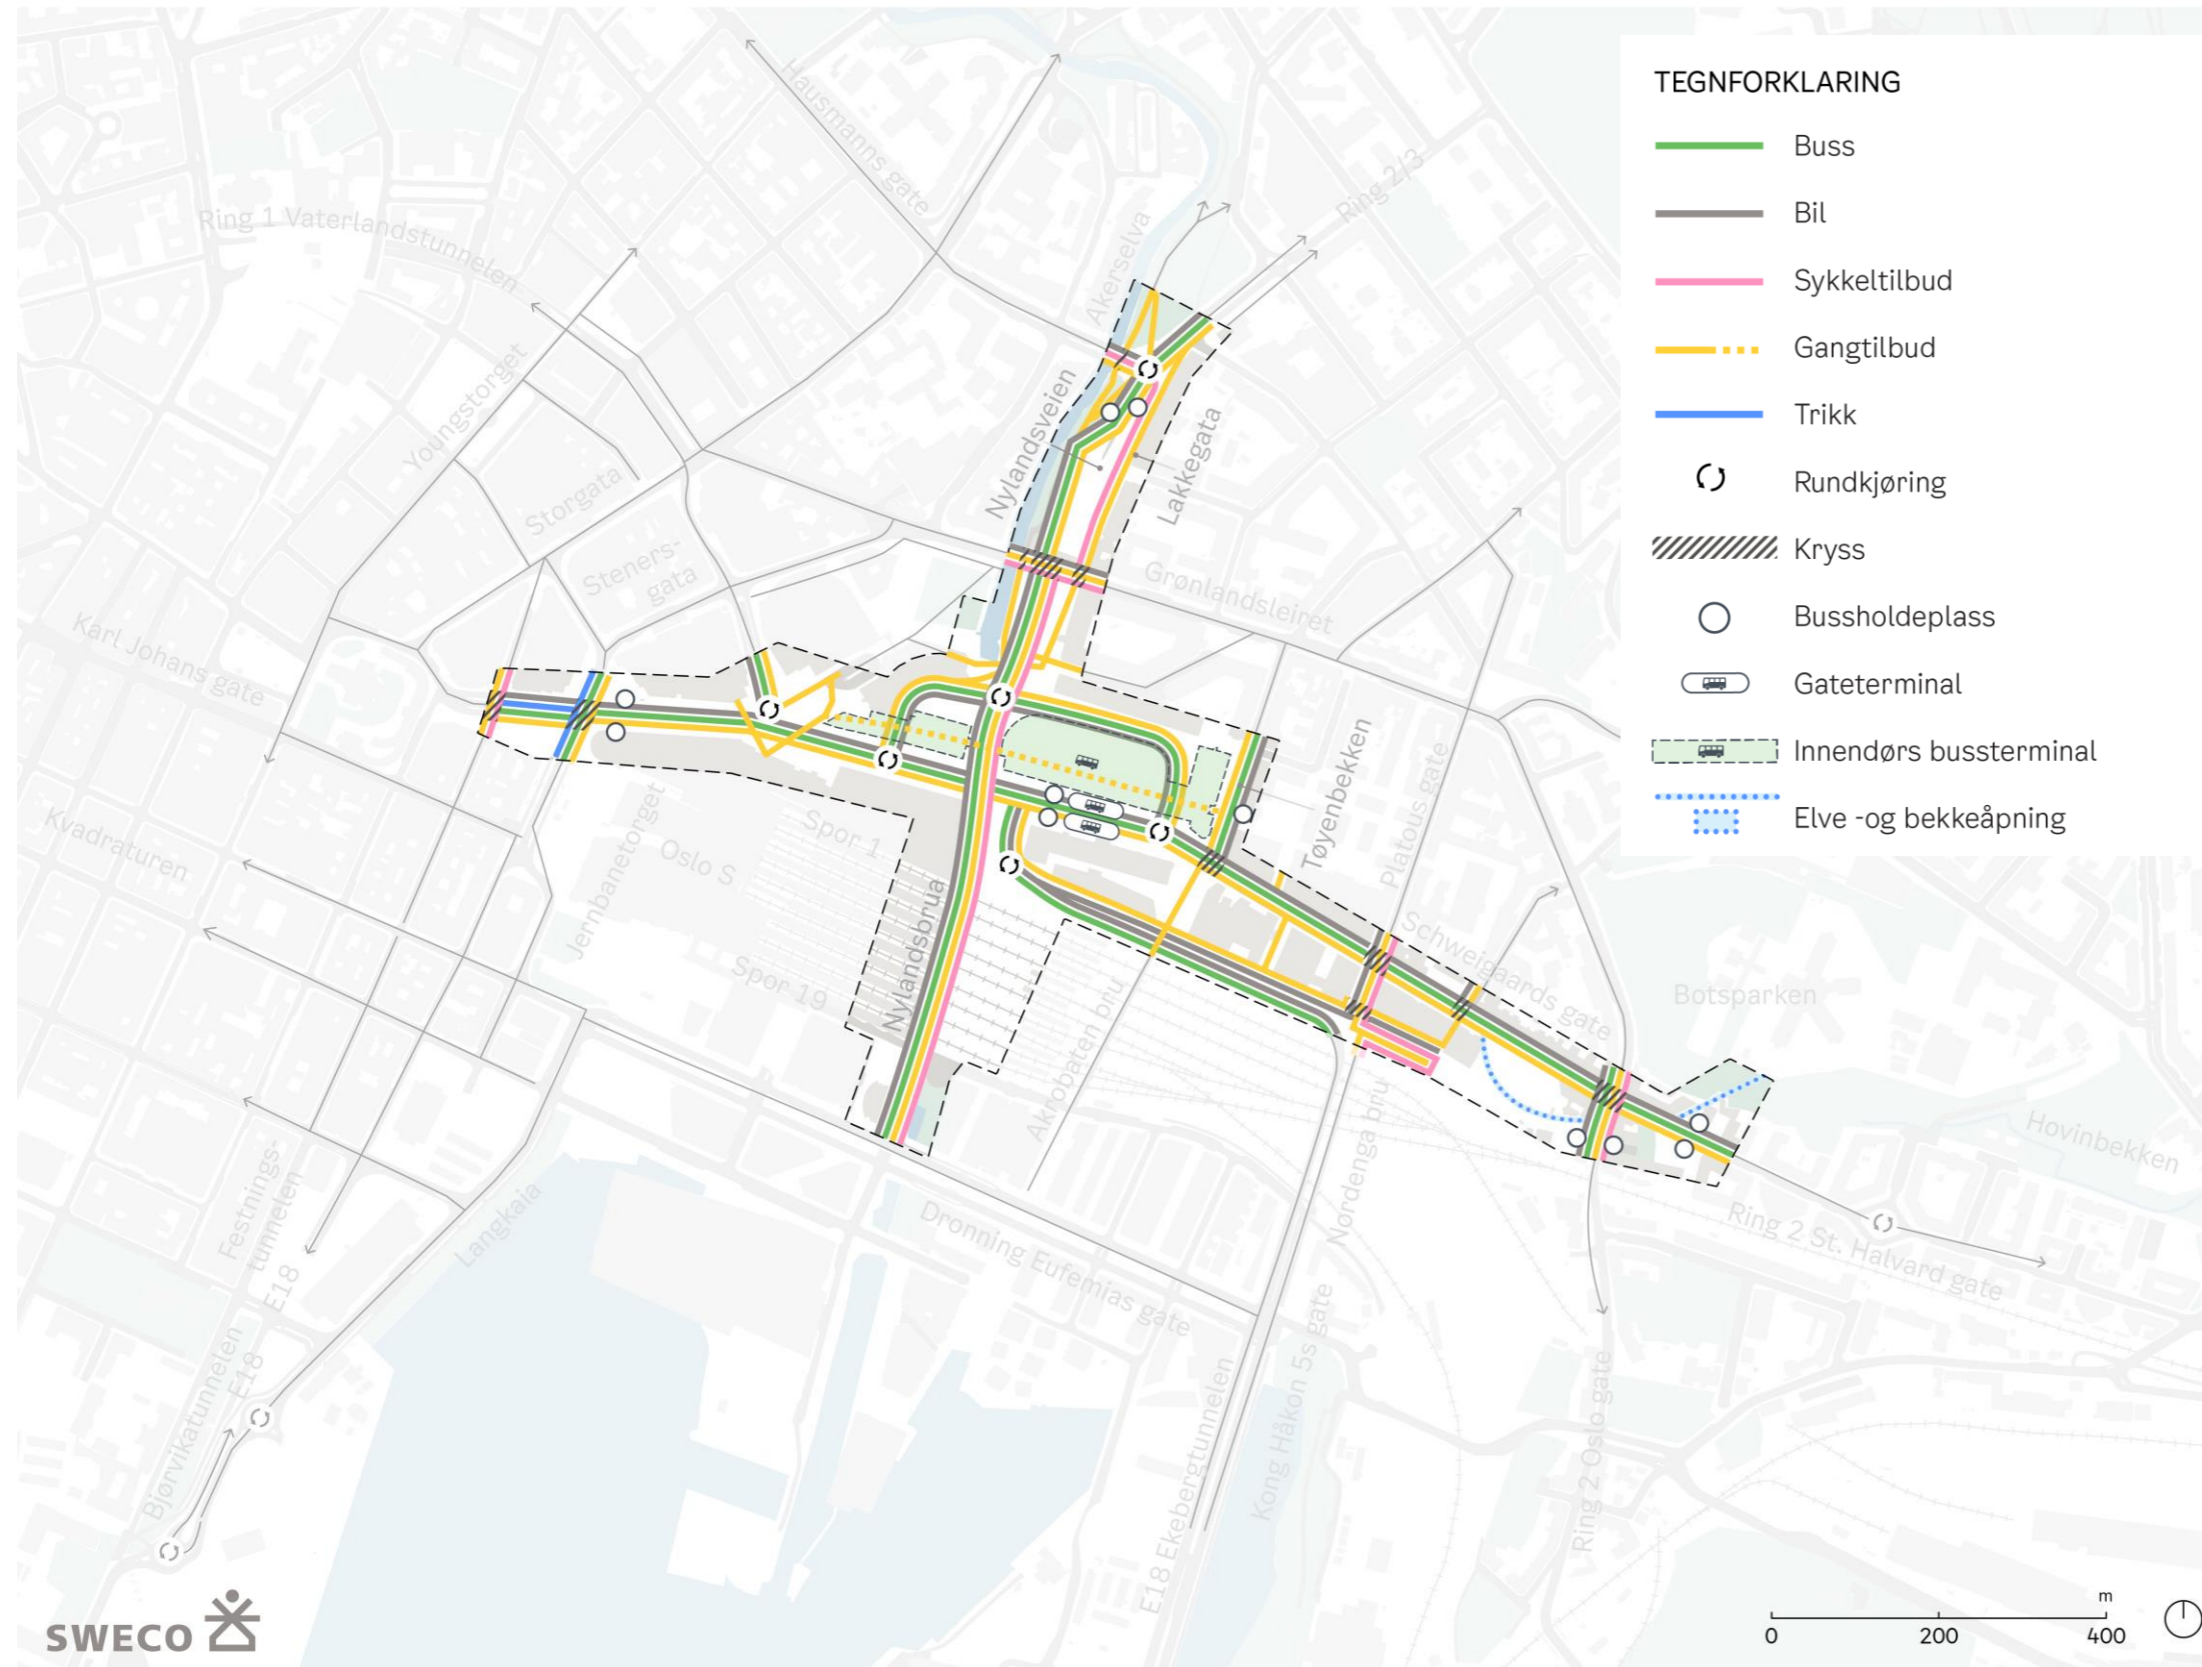 TEGNFORKLARING
Buss
Bil
Sykkeltilbud
Gangtilbud
Trikk
Rundkjøring
Kryss
Bussholdeplass
Gateterminal
Innendørs bussterminal
Elve -og bekkeåpning
Hausmanns gate
Ring 2/3
Ring 1 Vaterlandstunnelen
Akerselva
Youngstorget
Nylandsveien
Lakkegata
Storgata
Steners-
gata
Grønlandsleiret
Karl Johans gate
Tøyenbekken
Platous gate
Kvadraturen
Jernbanetorget
Oslo S
Spor 1
Spor 19
Nylandsbrua
Schweigaards gate
Botsparken
Akrobaten bru
Nordenga bru
Hovinbekken
Festnings-
tunnelen
E18
Langkaia
Dronning Eufemias gate
Ring 2 St. Halvard gate
Bjørvikatunnelen
E18
E18 Ekebergtunnelen
Kong Håkon 5s gate
Ring 2 Oslo gate
SWECO
m
0 200 400